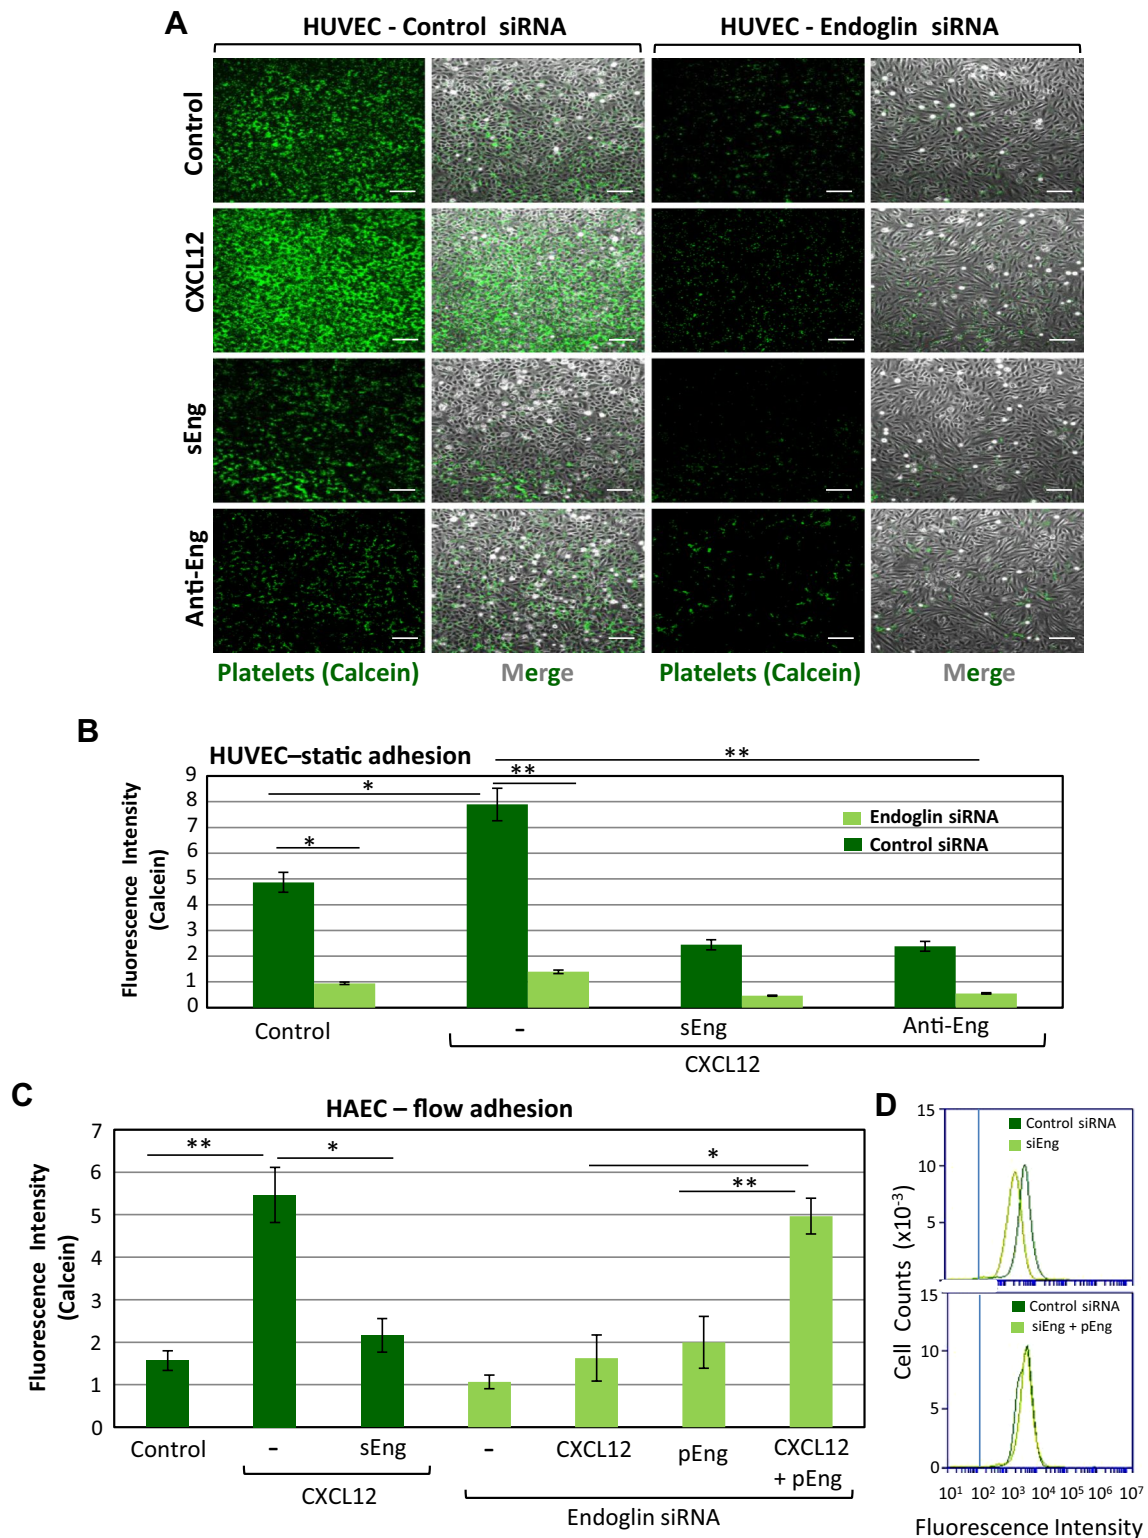 A
HUVEC - Control siRNA
HUVEC - Endoglin siRNA
Control
CXCL12
sEng
Anti-Eng
Platelets (Calcein)
Merge
Platelets (Calcein)
Merge
B
HUVEC–static adhesion
Fluorescence Intensity
(Calcein)
9
8
7
6
5
4
3
2
1
0
*
*
**
**
Endoglin siRNA
Control siRNA
Control
-
sEng
Anti-Eng
CXCL12
C
HAEC – flow adhesion
Fluorescence Intensity
(Calcein)
7
6
5
4
3
2
1
0
**
*
*
**
Control
-
sEng
-
CXCL12
pEng
CXCL12
+ pEng
CXCL12
Endoglin siRNA
D
Cell Counts (x10⁻³)
15
10
5
Control siRNA
siEng
15
10
5
0
Control siRNA
siEng + pEng
10¹ 10² 10³ 10⁴ 10⁵ 10⁶ 10⁷
Fluorescence Intensity